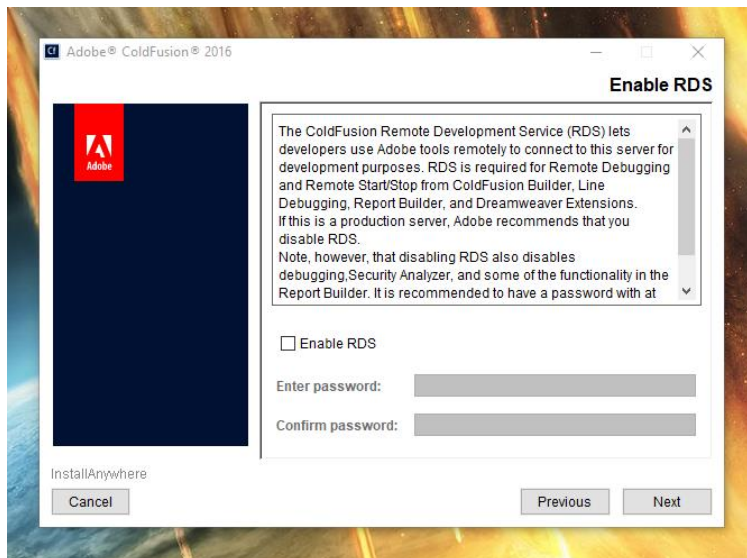 Cf Adobe® ColdFusion® 2016
Enable RDS
Adobe
The ColdFusion Remote Development Service (RDS) lets
developers use Adobe tools remotely to connect to this server for
development purposes. RDS is required for Remote Debugging
and Remote Start/Stop from ColdFusion Builder, Line
Debugging, Report Builder, and Dreamweaver Extensions.
If this is a production server, Adobe recommends that you
disable RDS.
Note, however, that disabling RDS also disables
debugging,Security Analyzer, and some of the functionality in the
Report Builder. It is recommended to have a password with at
Enable RDS
Enter password:
Confirm password:
InstallAnywhere
Cancel
Previous
Next